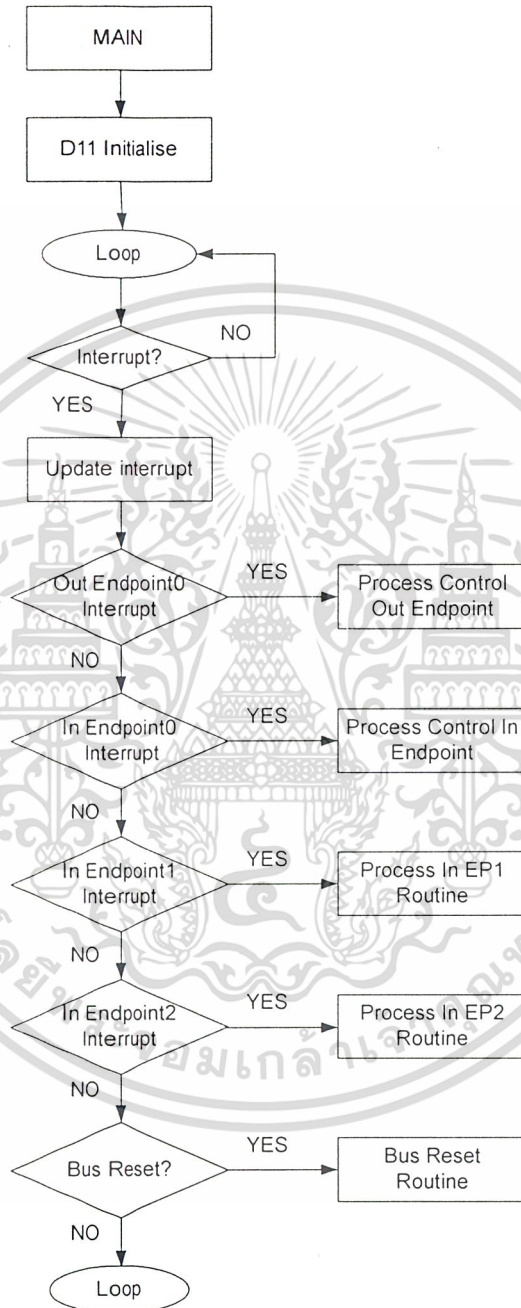 MAIN
D11 Initialise
Loop
NO
Interrupt?
YES
Update interrupt
Out Endpoint0
Interrupt
YES
Process Control
Out Endpoint
NO
In Endpoint0
Interrupt
YES
Process Control In
Endpoint
NO
In Endpoint1
Interrupt
YES
Process In EP1
Routine
NO
In Endpoint2
Interrupt
YES
Process In EP2
Routine
NO
Bus Reset?
YES
Bus Reset
Routine
NO
Loop